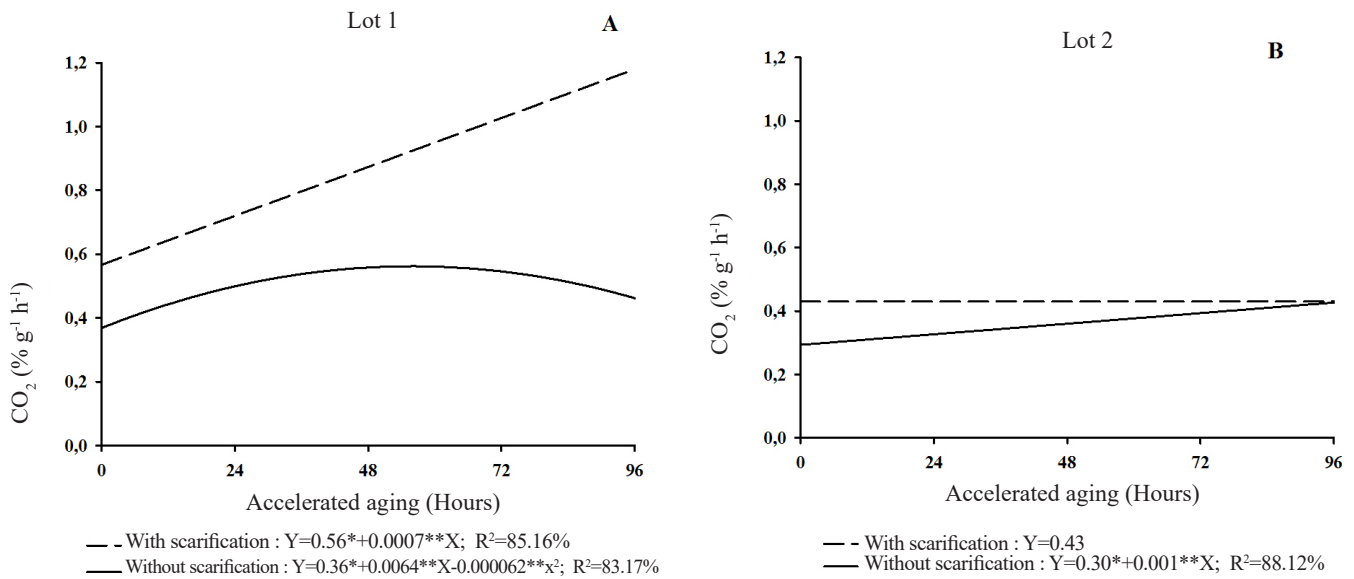 Lot 1
A
1,2
1,0
0,8
0,6
0,4
0,2
0,0
CO₂ (% g⁻¹ h⁻¹)
0 24 48 72 96
Accelerated aging (Hours)
With scarification : Y=0.56*+0.0007**X; R²=85.16%
Without scarification : Y=0.36*+0.0064**X-0.000062**x²; R²=83.17%
Lot 2
B
1,2
1,0
0,8
0,6
0,4
0,2
0,0
CO₂ (% g⁻¹ h⁻¹)
0 24 48 72 96
Accelerated aging (Hours)
With scarification : Y=0.43
Without scarification : Y=0.30*+0.001**X; R²=88.12%